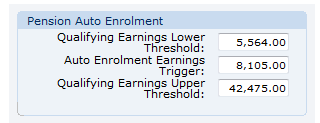 Pension Auto Enrolment
Qualifying Earnings Lower
Threshold: 5,564.00
Auto Enrolment Earnings
Trigger: 8,105.00
Qualifying Earnings Upper
Threshold: 42,475.00